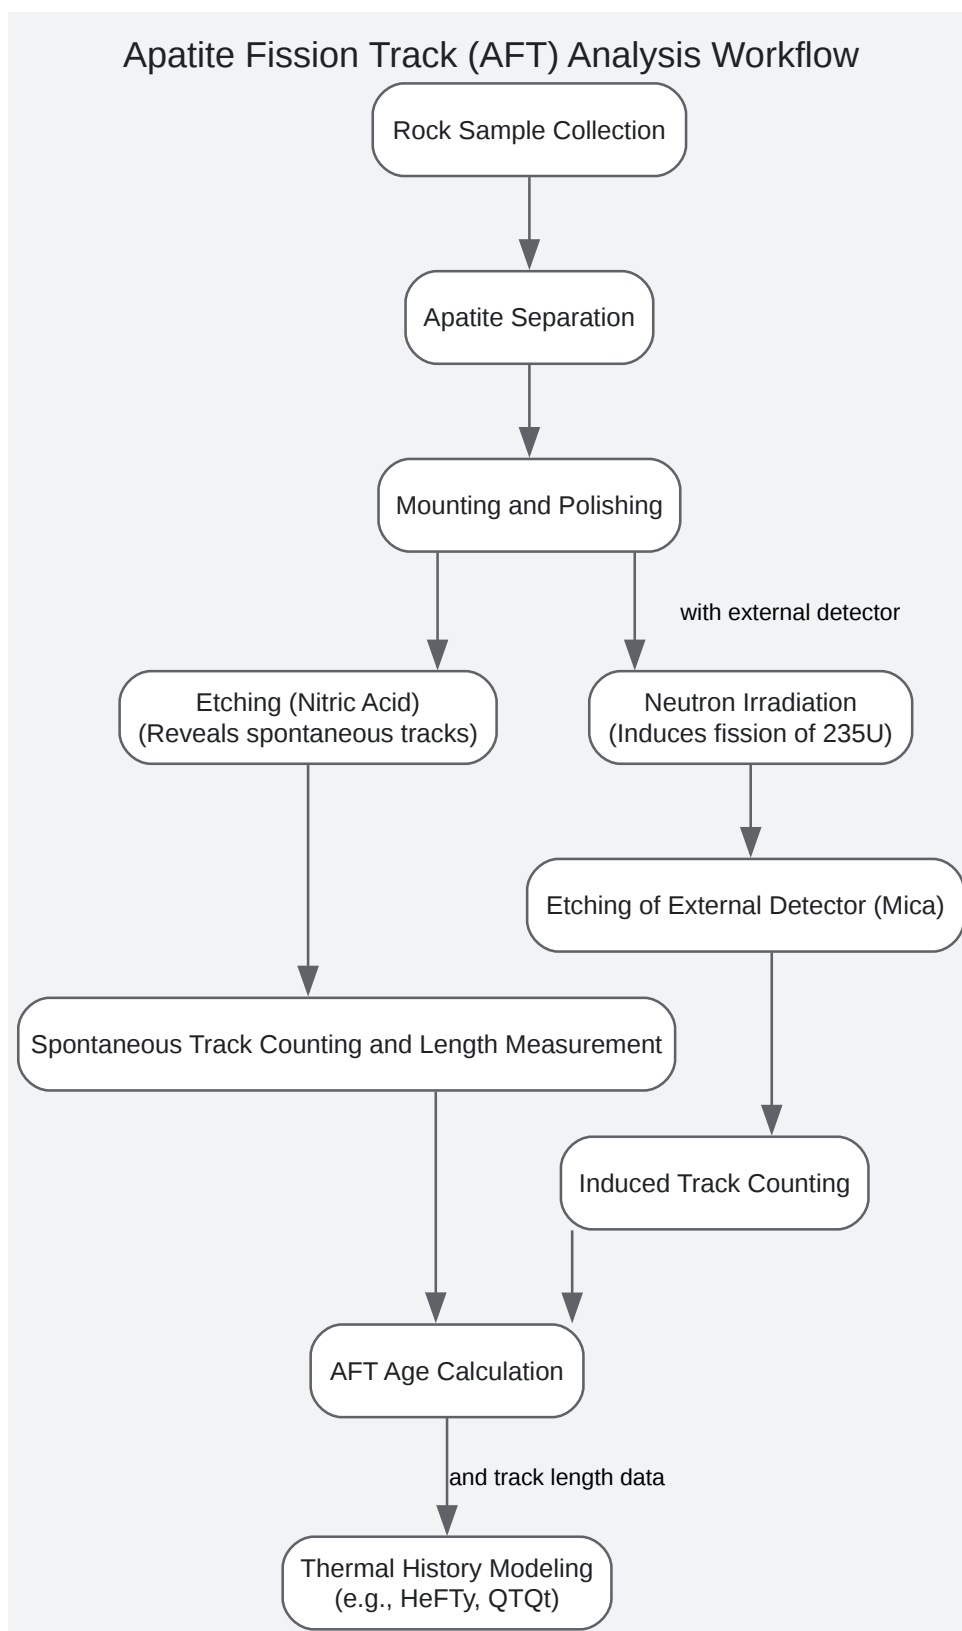 Apatite Fission Track (AFT) Analysis Workflow
Rock Sample Collection
Apatite Separation
Mounting and Polishing
with external detector
Etching (Nitric Acid)
(Reveals spontaneous tracks)
Neutron Irradiation
(Induces fission of 235U)
Etching of External Detector (Mica)
Spontaneous Track Counting and Length Measurement
Induced Track Counting
AFT Age Calculation
and track length data
Thermal History Modeling
(e.g., HeFTy, QTQt)